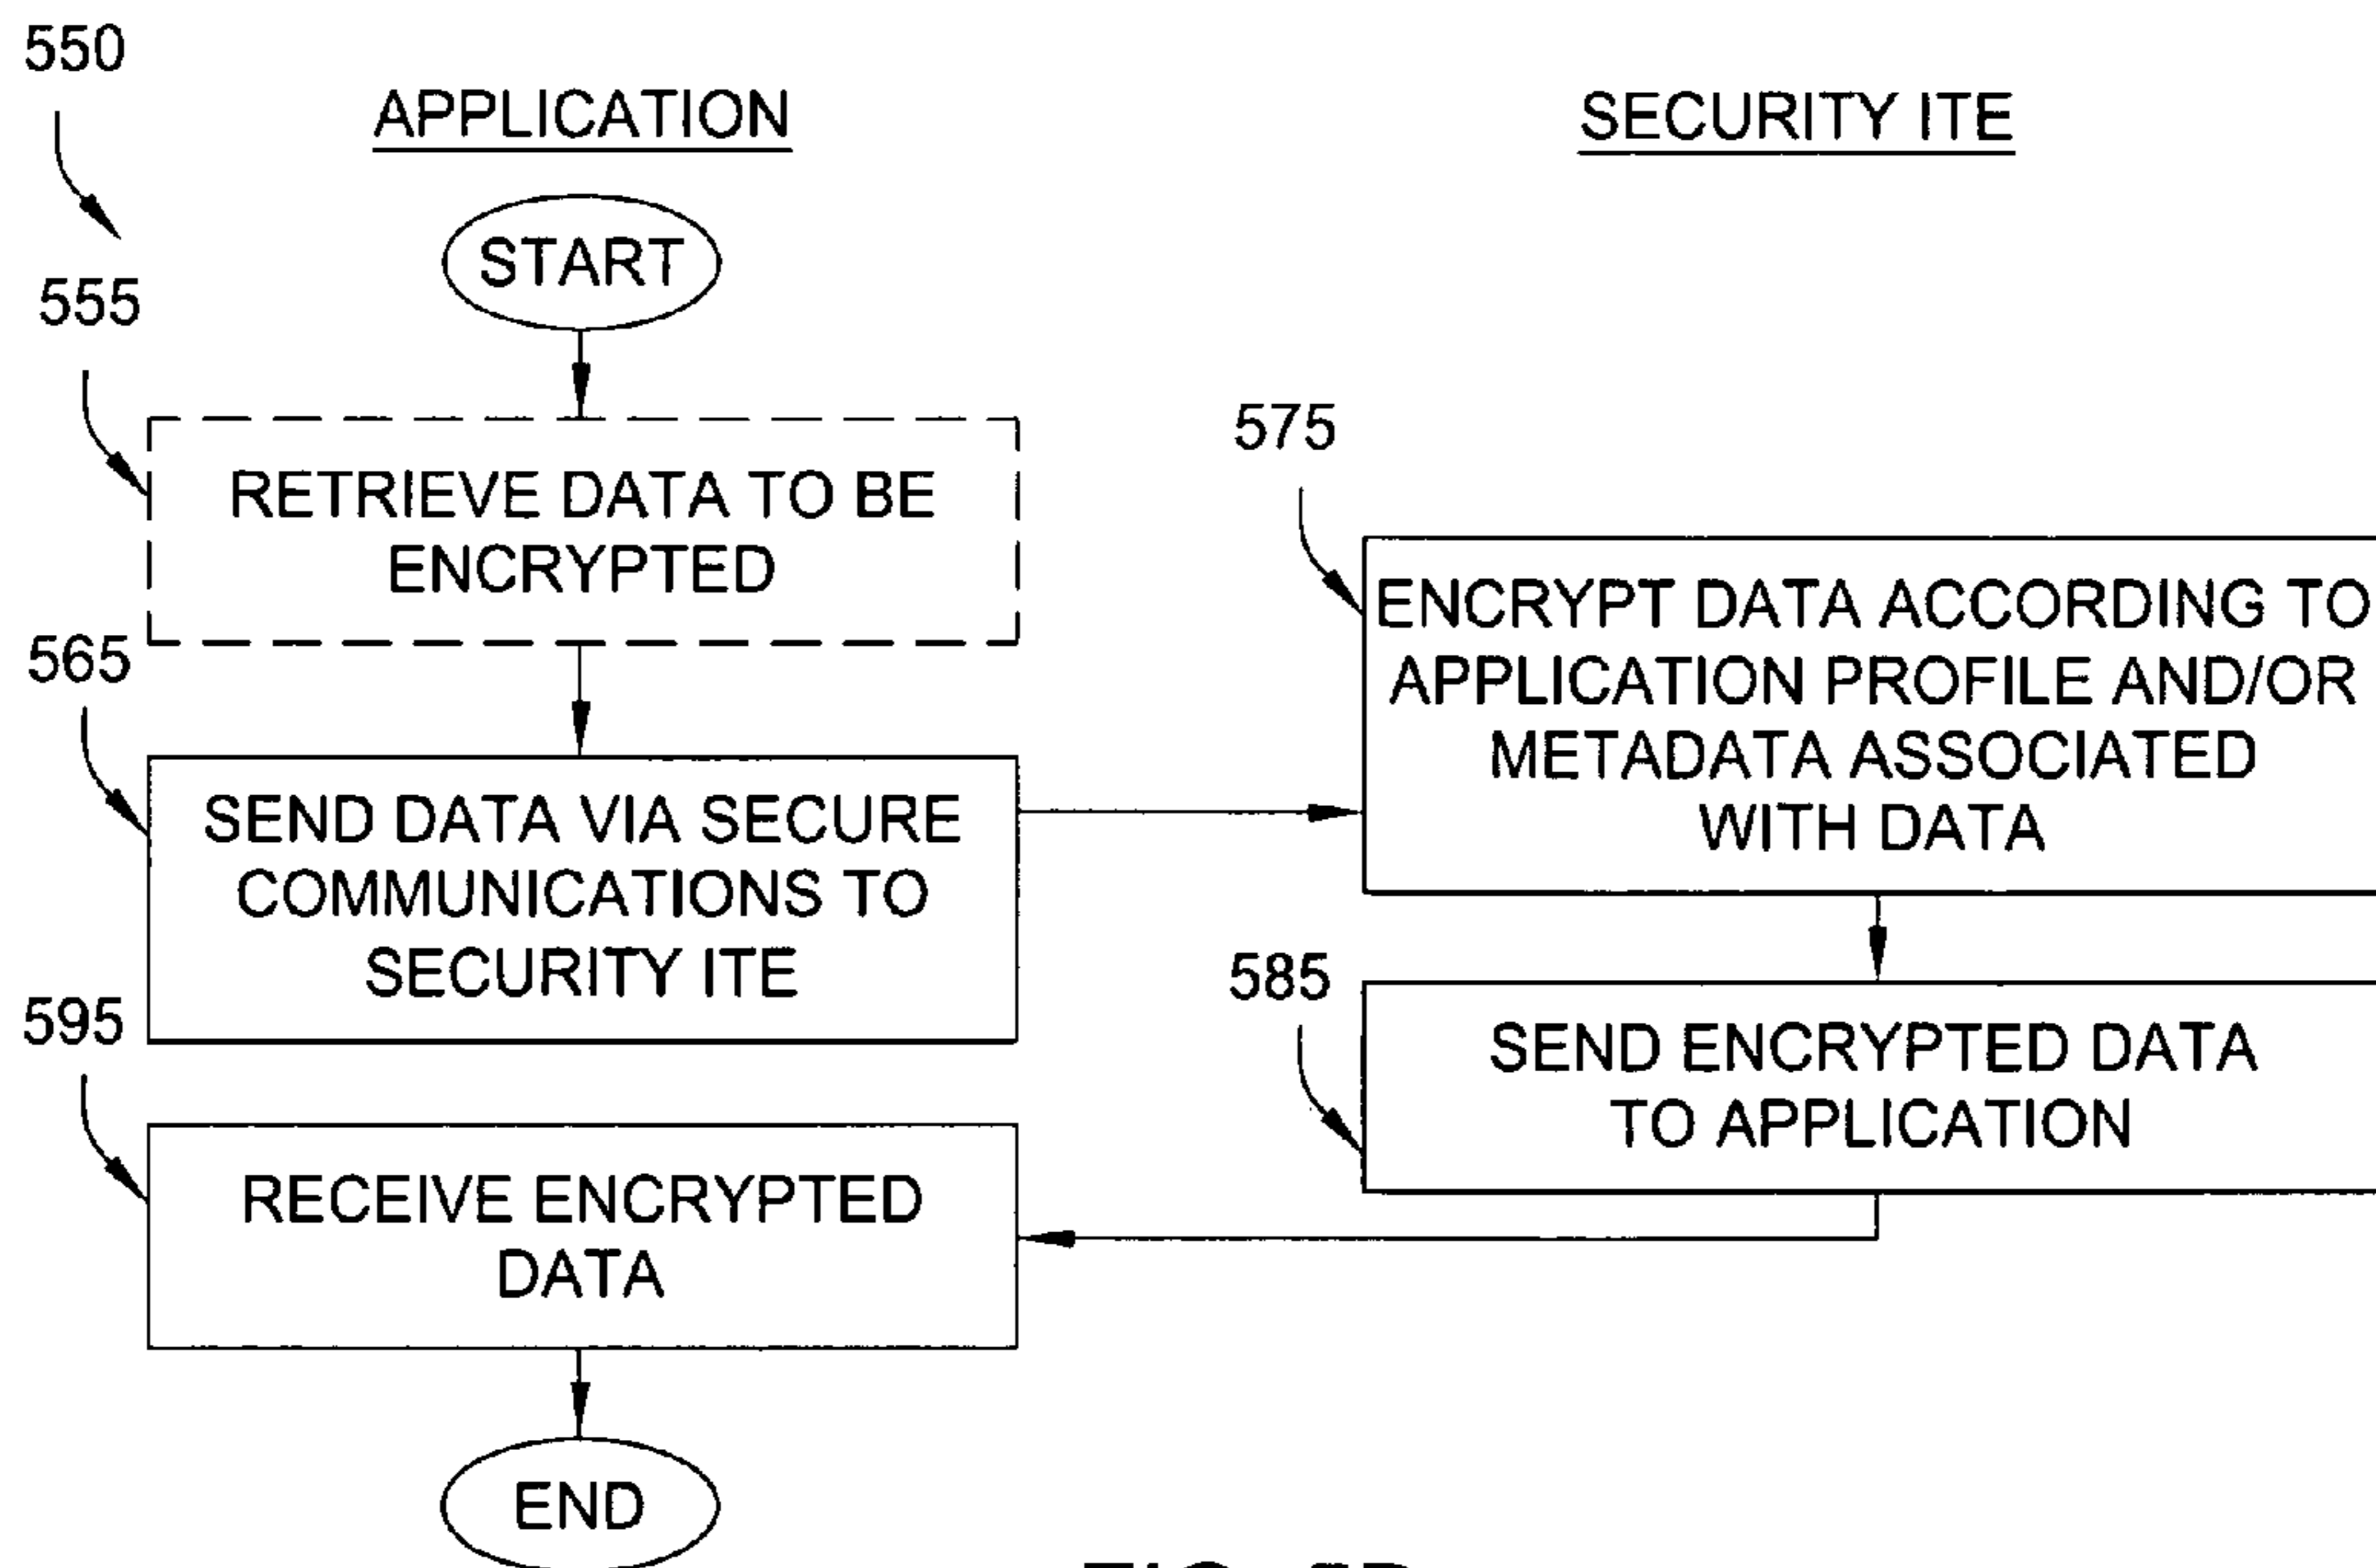 550
APPLICATION
SECURITY ITE
START
555
RETRIEVE DATA TO BE
ENCRYPTED
565
SEND DATA VIA SECURE
COMMUNICATIONS TO
SECURITY ITE
575
ENCRYPT DATA ACCORDING TO
APPLICATION PROFILE AND/OR
METADATA ASSOCIATED
WITH DATA
585
SEND ENCRYPTED DATA
TO APPLICATION
595
RECEIVE ENCRYPTED
DATA
END